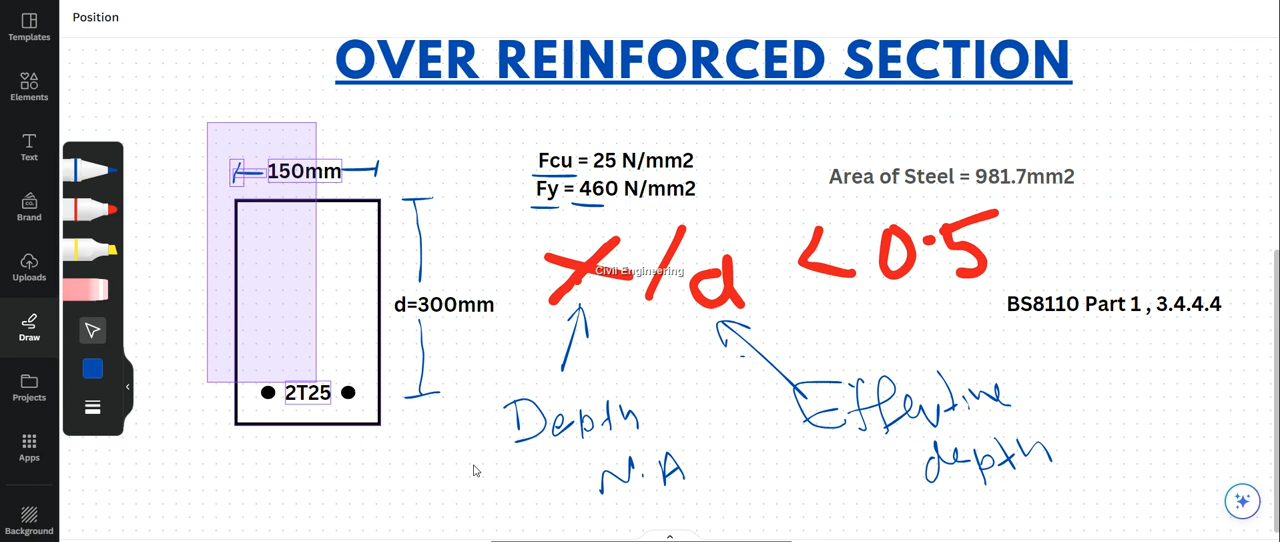 Position
Templates
Elements
Text
Brand
Uploads
Draw
Projects
Apps
Background
OVER REINFORCED SECTION
150mm
d=300mm
2T25
Fcu = 25 N/mm2
Fy = 460 N/mm2
Area of Steel = 981.7mm2
x/d < 0.5
Civil Engineering
BS8110 Part 1 , 3.4.4.4
Depth
N.A
Effective
depth